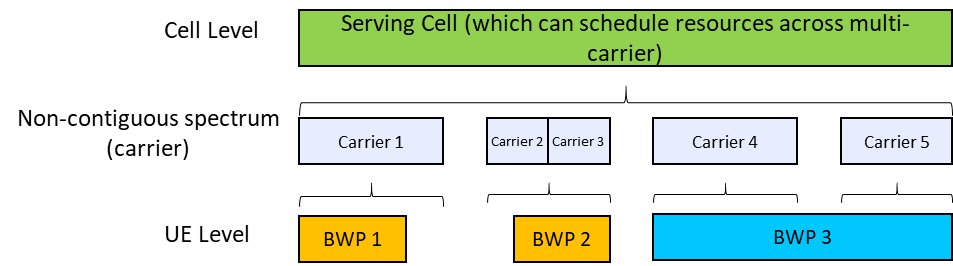 Cell Level
Serving Cell (which can schedule resources across multi-
carrier)
Non-contiguous spectrum
(carrier)
Carrier 1
Carrier 2
Carrier 3
Carrier 4
Carrier 5
UE Level
BWP 1
BWP 2
BWP 3